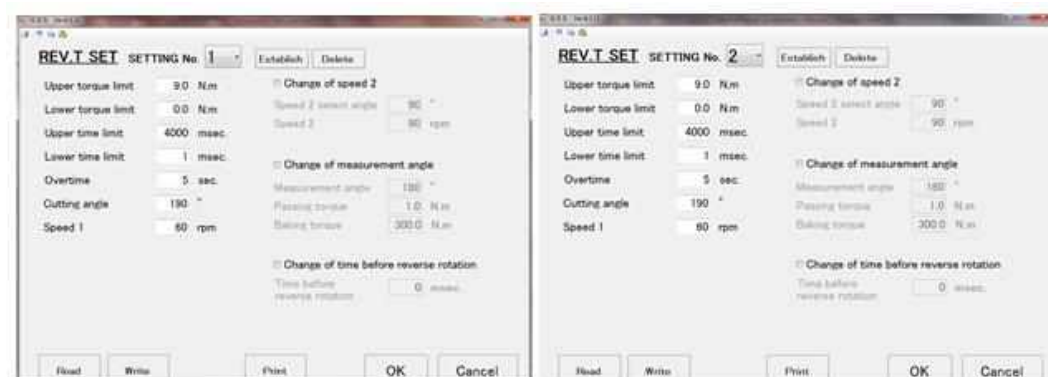 REV.T SET SETTING No. 1 Establish Delete
Upper torque limit 9.0 N.m
Lower torque limit 0.0 N.m
Upper time limit 4000 msec.
Lower time limit 1 msec.
Overtime 5 sec.
Cutting angle 190 °
Speed 1 60 rpm
Change of speed 2
Speed 2 select angle 90 °
Speed 2 90 rpm
Change of measurement angle
Measurement angle 180 °
Passing torque 1.0 N.m
Baking torque 300.0 N.m
Change of time before reverse rotation
Time before
reverse rotation 0 msec.
Read Write Print OK Cancel
REV.T SET SETTING No. 2 Establish Delete
Upper torque limit 9.0 N.m
Lower torque limit 0.0 N.m
Upper time limit 4000 msec.
Lower time limit 1 msec.
Overtime 5 sec.
Cutting angle 190 °
Speed 1 60 rpm
Change of speed 2
Speed 2 select angle 90 °
Speed 2 90 rpm
Change of measurement angle
Measurement angle 180 °
Passing torque 1.0 N.m
Baking torque 300.0 N.m
Change of time before reverse rotation
Time before
reverse rotation 0 msec.
Read Write Print OK Cancel